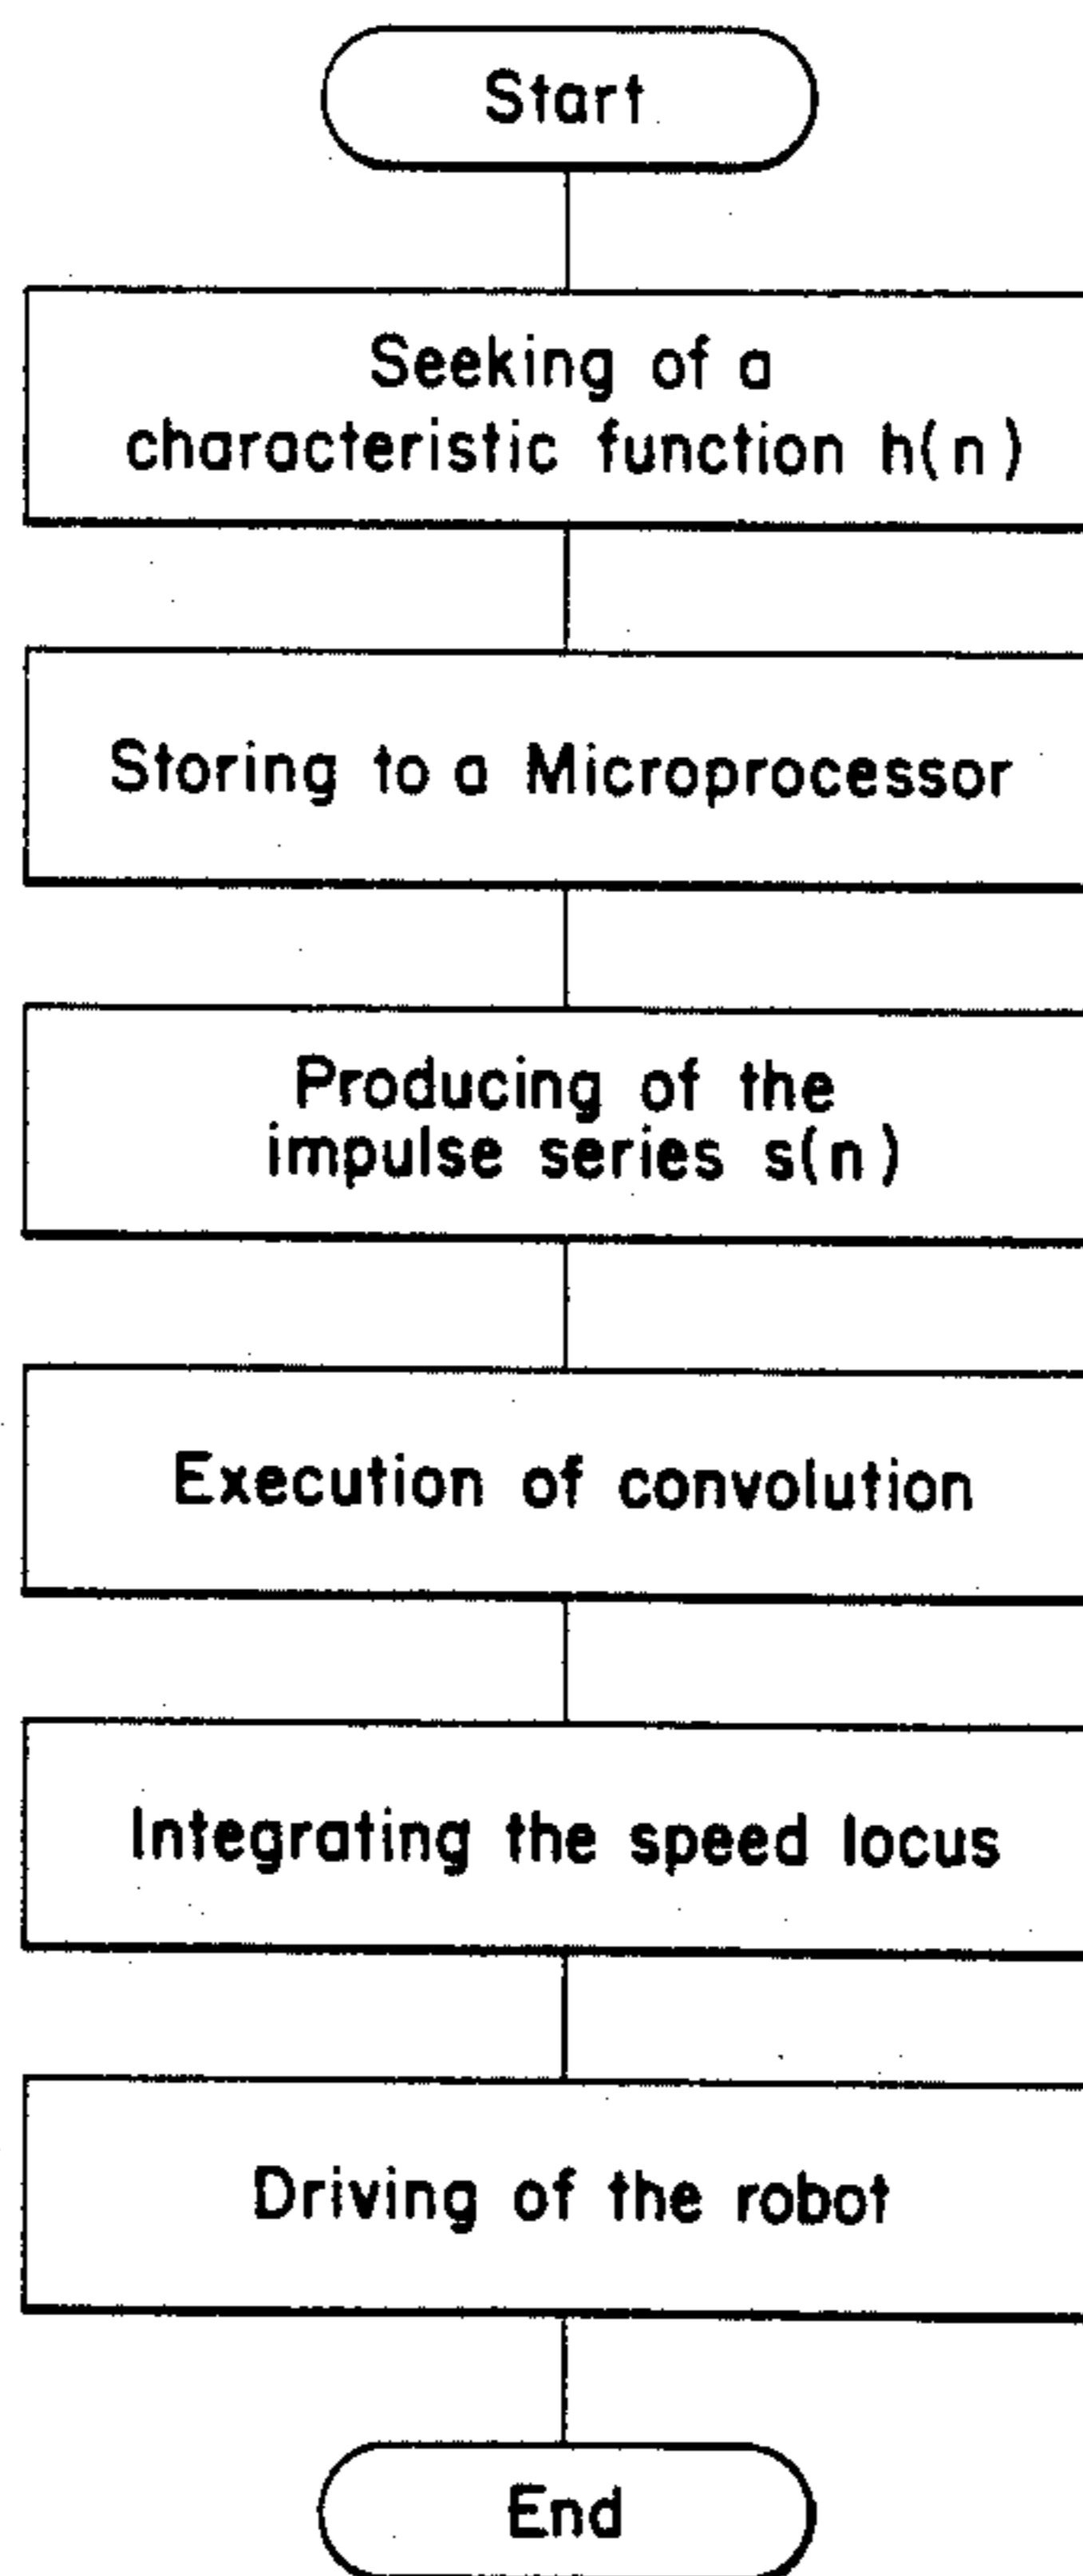 Start
Seeking of a
characteristic function h(n)
Storing to a Microprocessor
Producing of the
impulse series s(n)
Execution of convolution
Integrating the speed locus
Driving of the robot
End